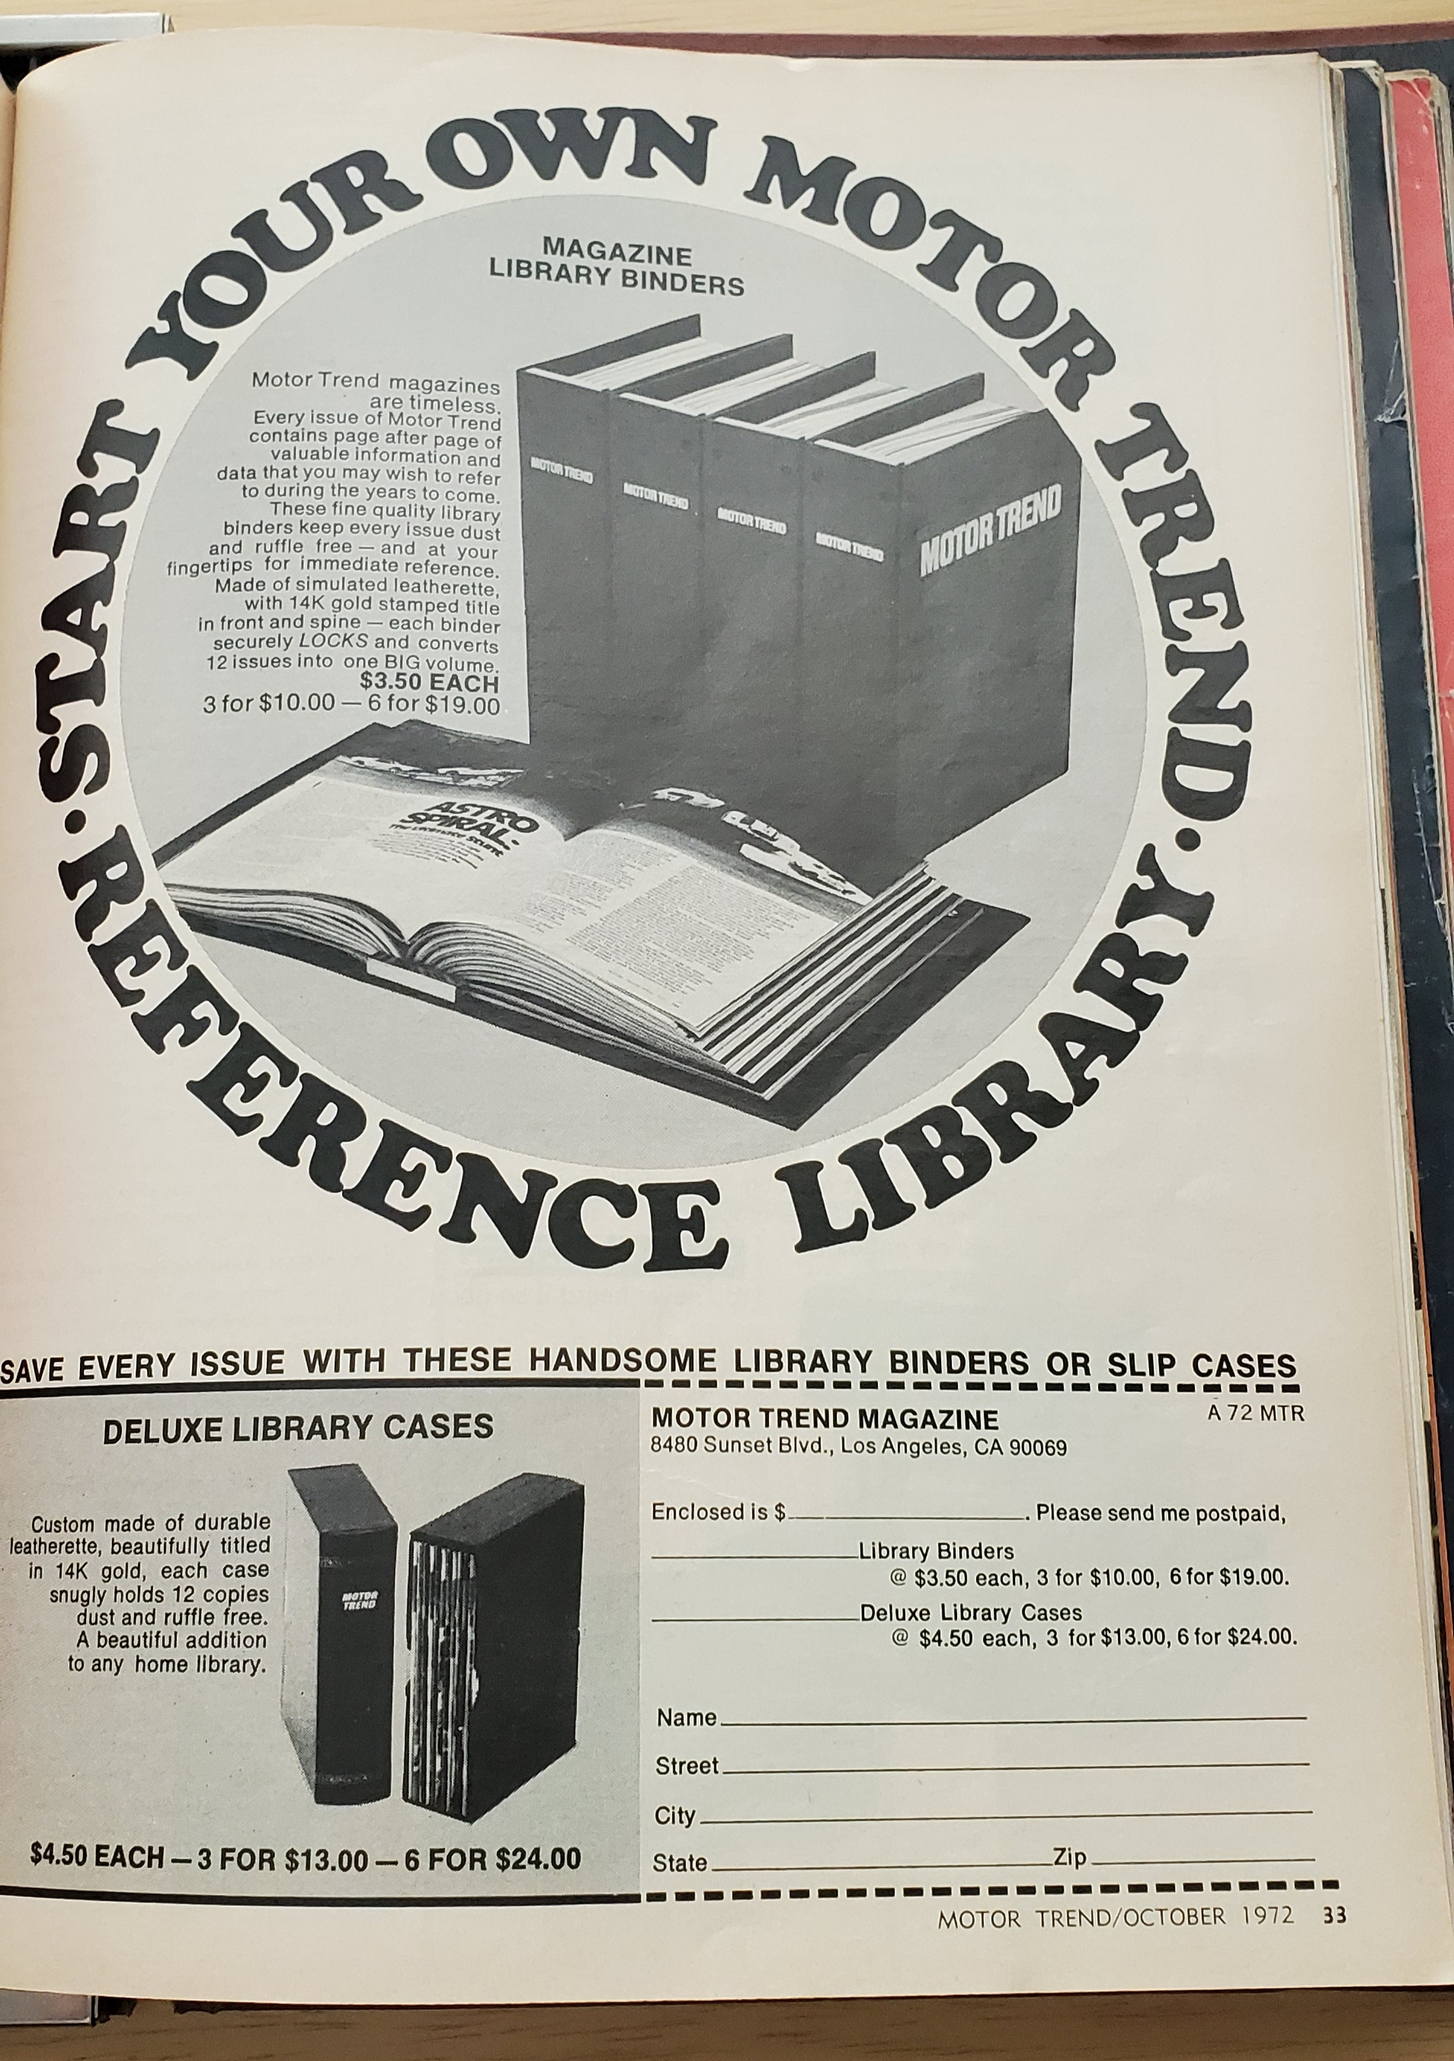 START YOUR OWN MOTOR TREND
REFERENCE LIBRARY
MAGAZINE
LIBRARY BINDERS
Motor Trend magazines
are timeless.
Every issue of Motor Trend
contains page after page of
valuable information and
data that you may wish to refer
to during the years to come.
These fine quality library
binders keep every issue dust
and ruffle free — and at your
fingertips for immediate reference.
Made of simulated leatherette,
with 14K gold stamped title
in front and spine — each binder
securely LOCKS and converts
12 issues into one BIG volume.
$3.50 EACH
3 for $10.00 — 6 for $19.00
MOTOR TREND
MOTOR TREND
MOTOR TREND
MOTOR TREND
MOTOR TREND
ASTRO
SPIRAL.
SAVE EVERY ISSUE WITH THESE HANDSOME LIBRARY BINDERS OR SLIP CASES
DELUXE LIBRARY CASES
Custom made of durable
leatherette, beautifully titled
in 14K gold, each case
snugly holds 12 copies
dust and ruffle free.
A beautiful addition
to any home library.
MOTOR
TREND
$4.50 EACH — 3 FOR $13.00 — 6 FOR $24.00
MOTOR TREND MAGAZINE A 72 MTR
8480 Sunset Blvd., Los Angeles, CA 90069
Enclosed is $ . Please send me postpaid,
Library Binders
@ $3.50 each, 3 for $10.00, 6 for $19.00.
Deluxe Library Cases
@ $4.50 each, 3 for $13.00, 6 for $24.00.
Name
Street
City
State Zip
MOTOR TREND/OCTOBER 1972 33